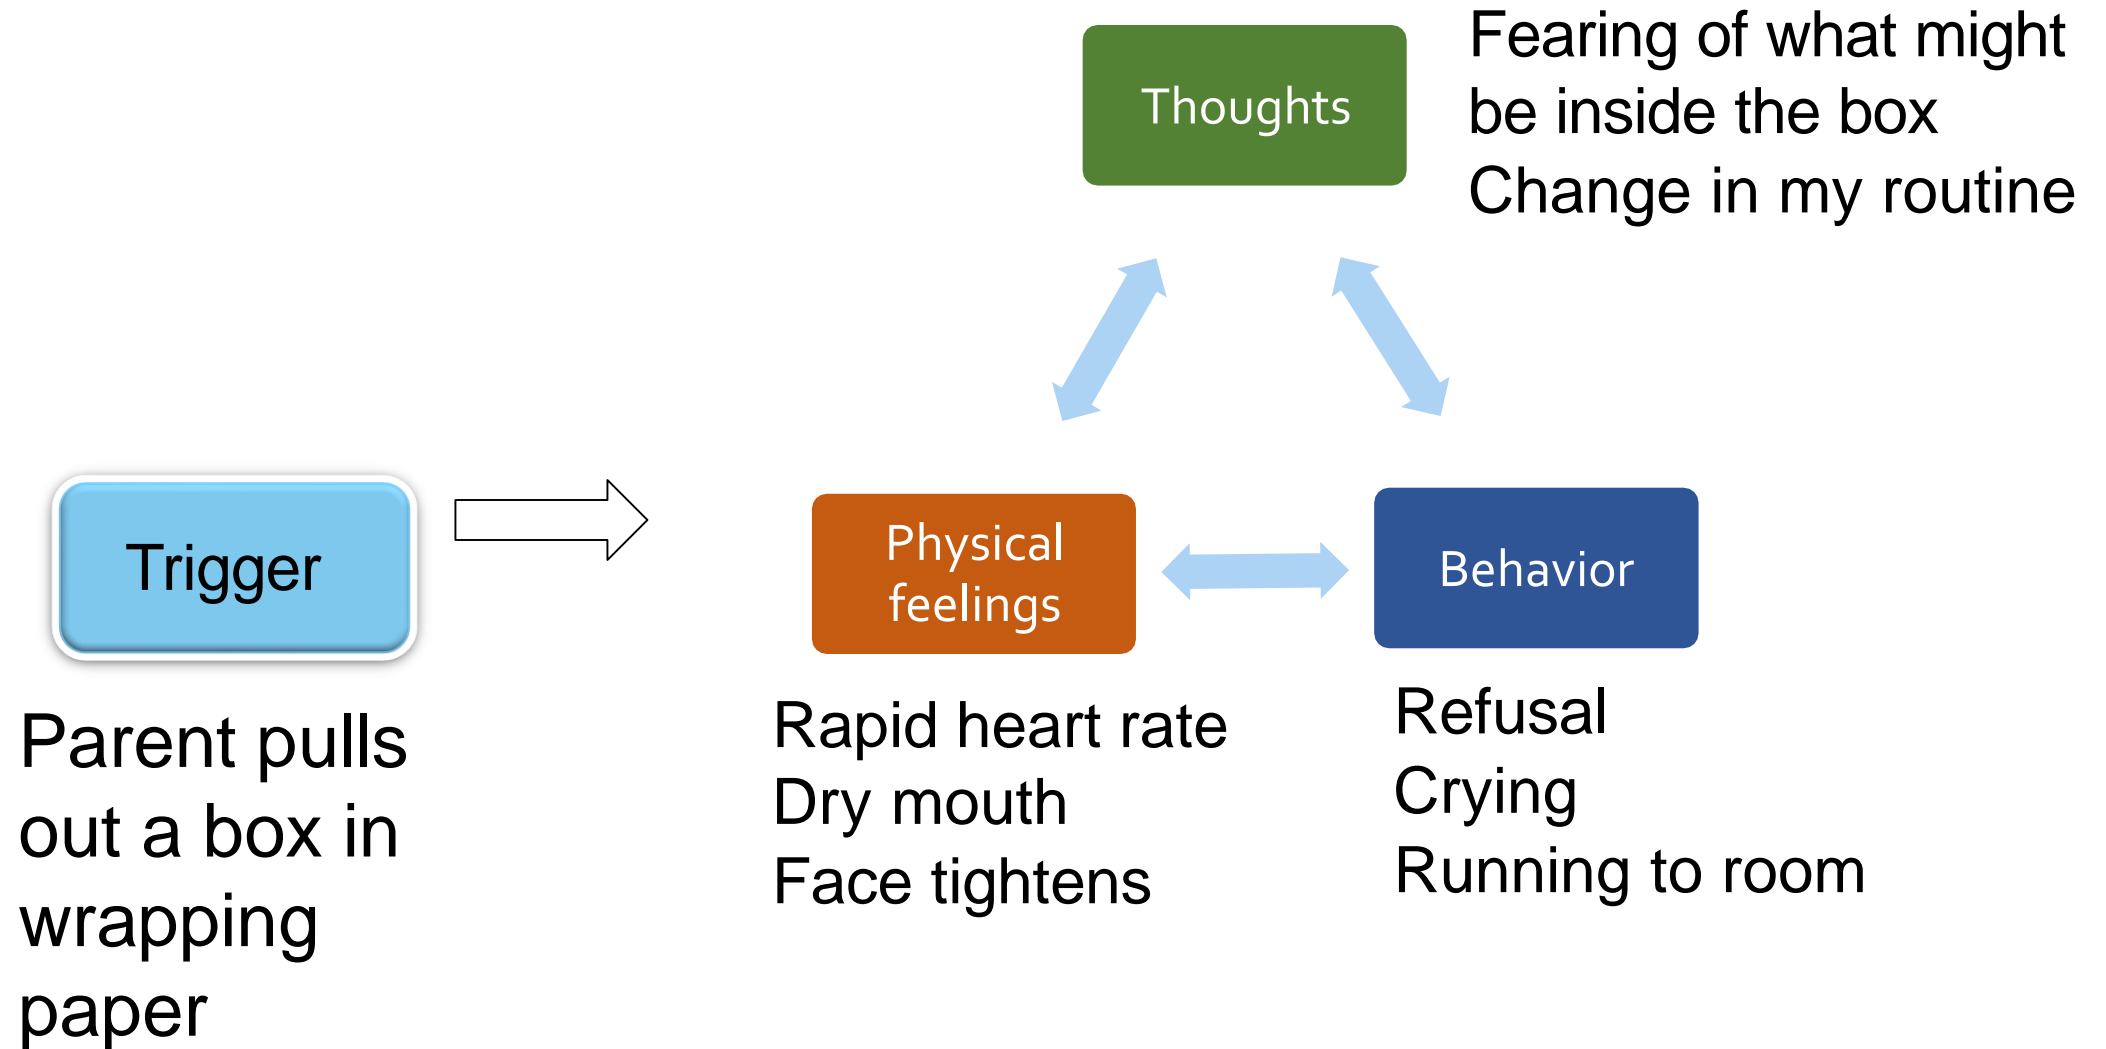 Thoughts
Fearing of what might
be inside the box
Change in my routine
Trigger
Parent pulls
out a box in
wrapping
paper
Physical
feelings
Rapid heart rate
Dry mouth
Face tightens
Behavior
Refusal
Crying
Running to room